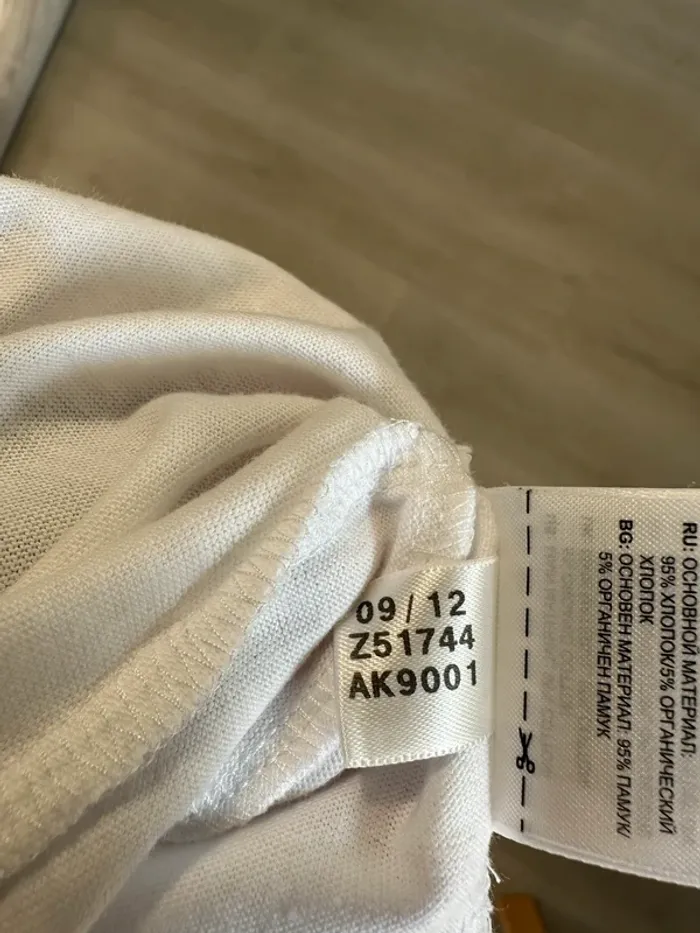 09 / 12
Z51744
AK9001
RU: ОСНОВНОЙ МАТЕРИАЛ:
95% ХЛОПОК/5% ОРГАНИЧЕСКИЙ
ХЛОПОК
BG: ОСНОВЕН МАТЕРИАЛ: 95% ПАМУК/
5% ОРГАНИЧЕН ПАМУК